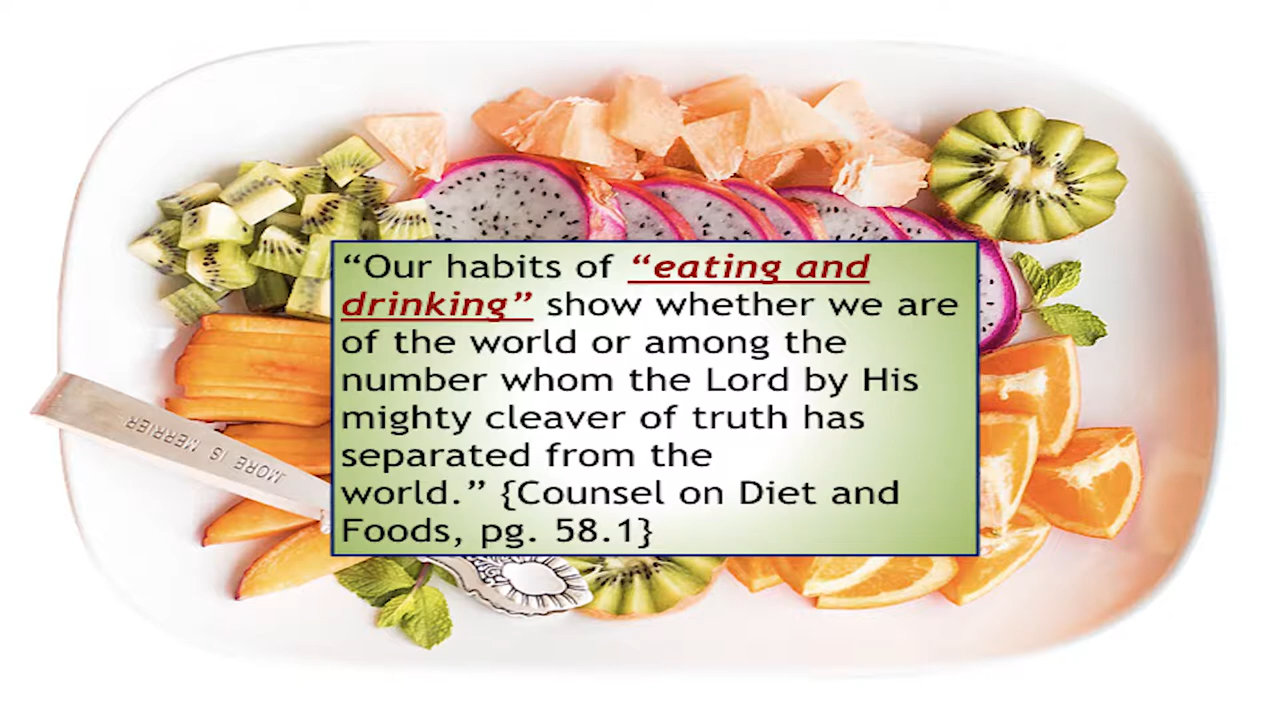 “Our habits of “eating and
drinking” show whether we are
of the world or among the
number whom the Lord by His
mighty cleaver of truth has
separated from the
world.” {Counsel on Diet and
Foods, pg. 58.1}
MORE IS MERRIER